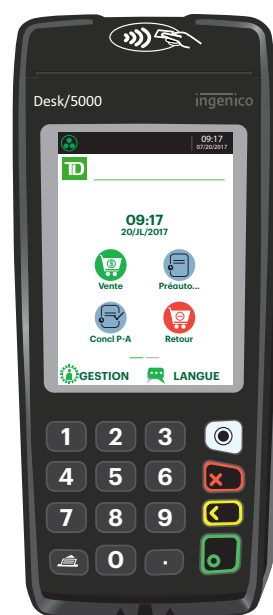 Desk/5000
ingenico
09:17
07/20/2017
TD
09:17
20/JL/2017
Vente
Préauto...
Concl P-A
Retour
GESTION
LANGUE
1 2 3
4 5 6
7 8 9
0 .